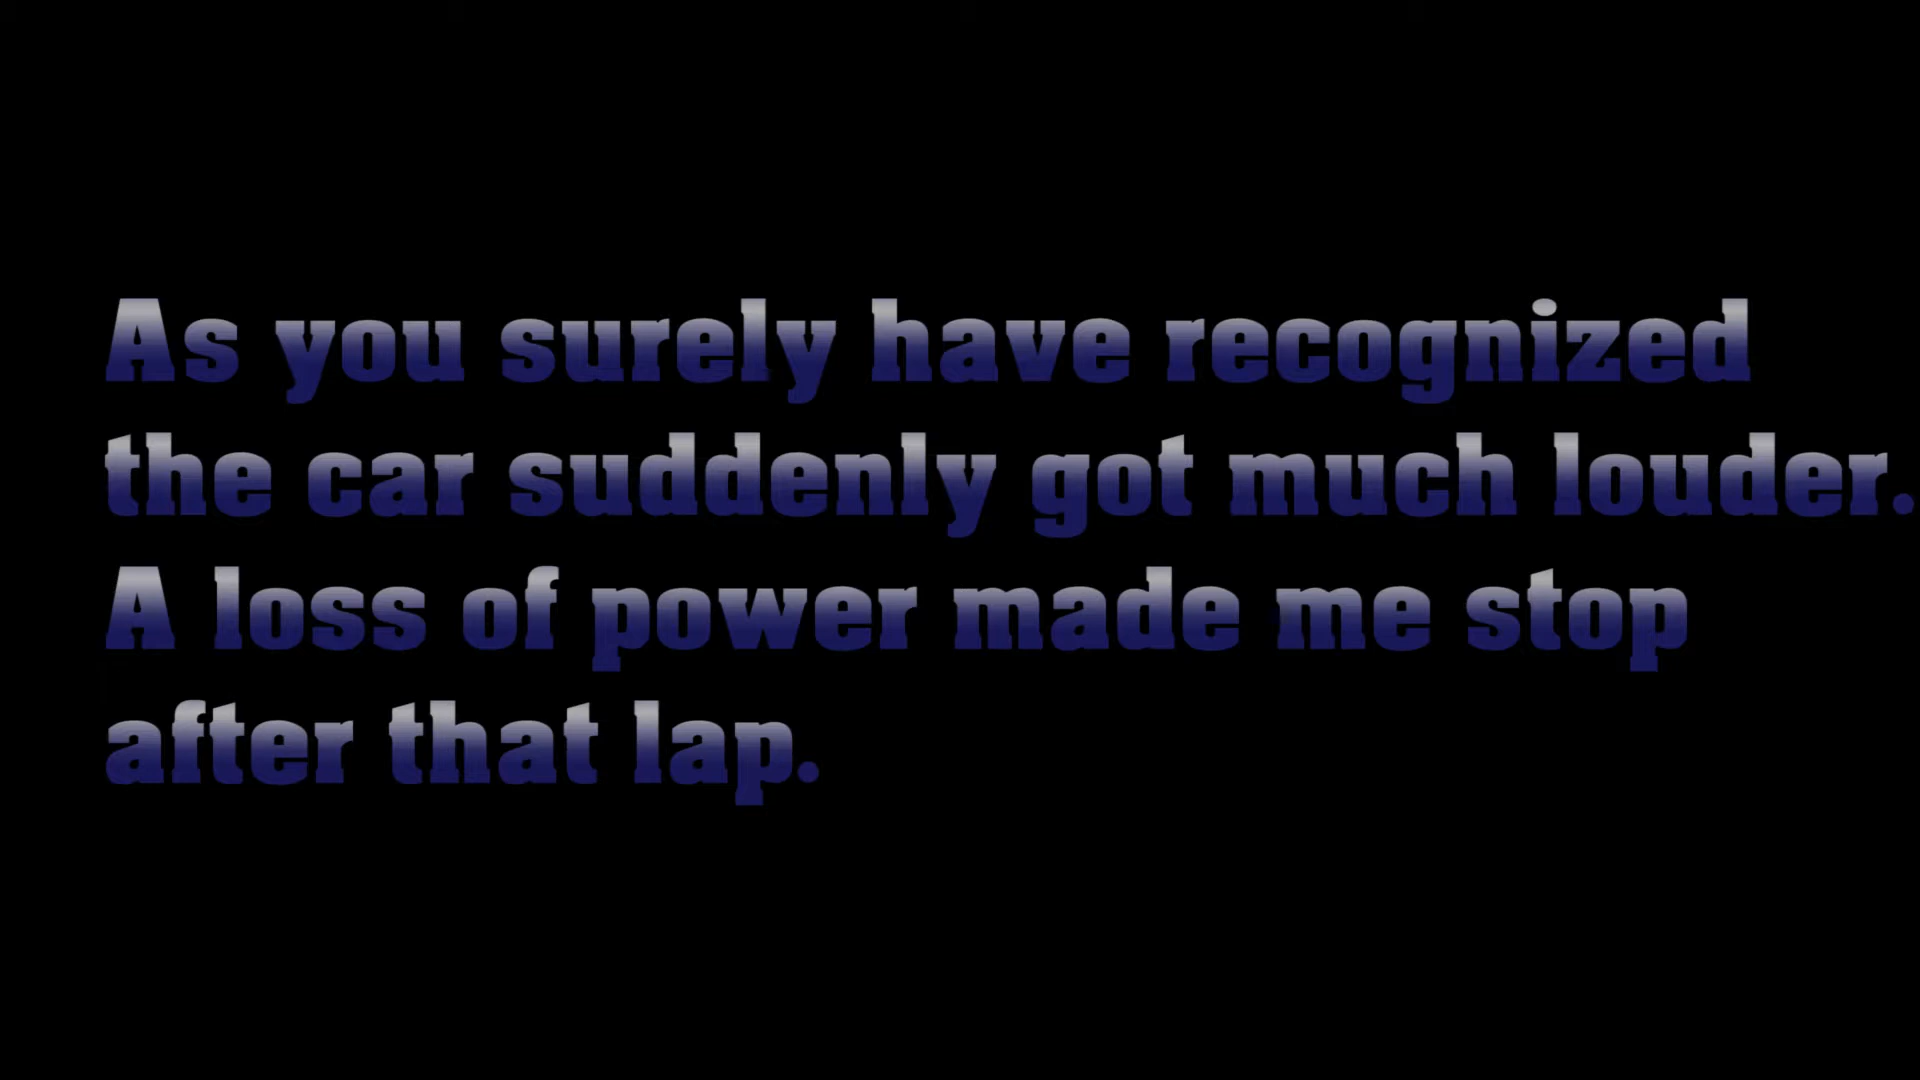 As you surely have recognized
the car suddenly got much louder.
A loss of power made me stop
after that lap.